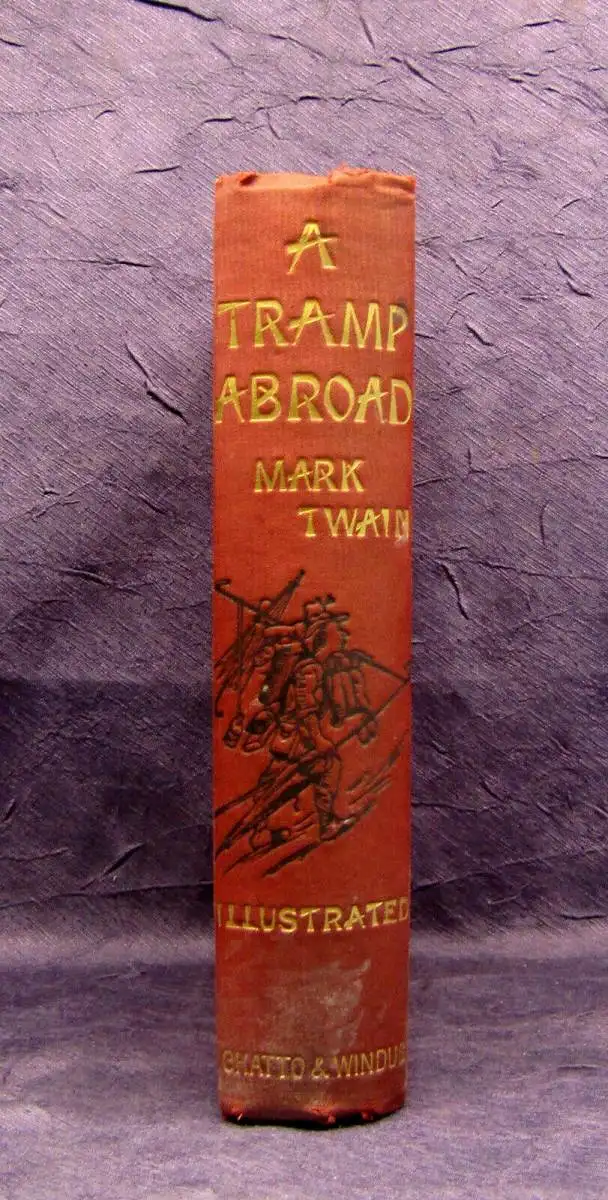 A
TRAMP
ABROAD
MARK
TWAIN
ILLUSTRATED
CHATTO & WINDUS